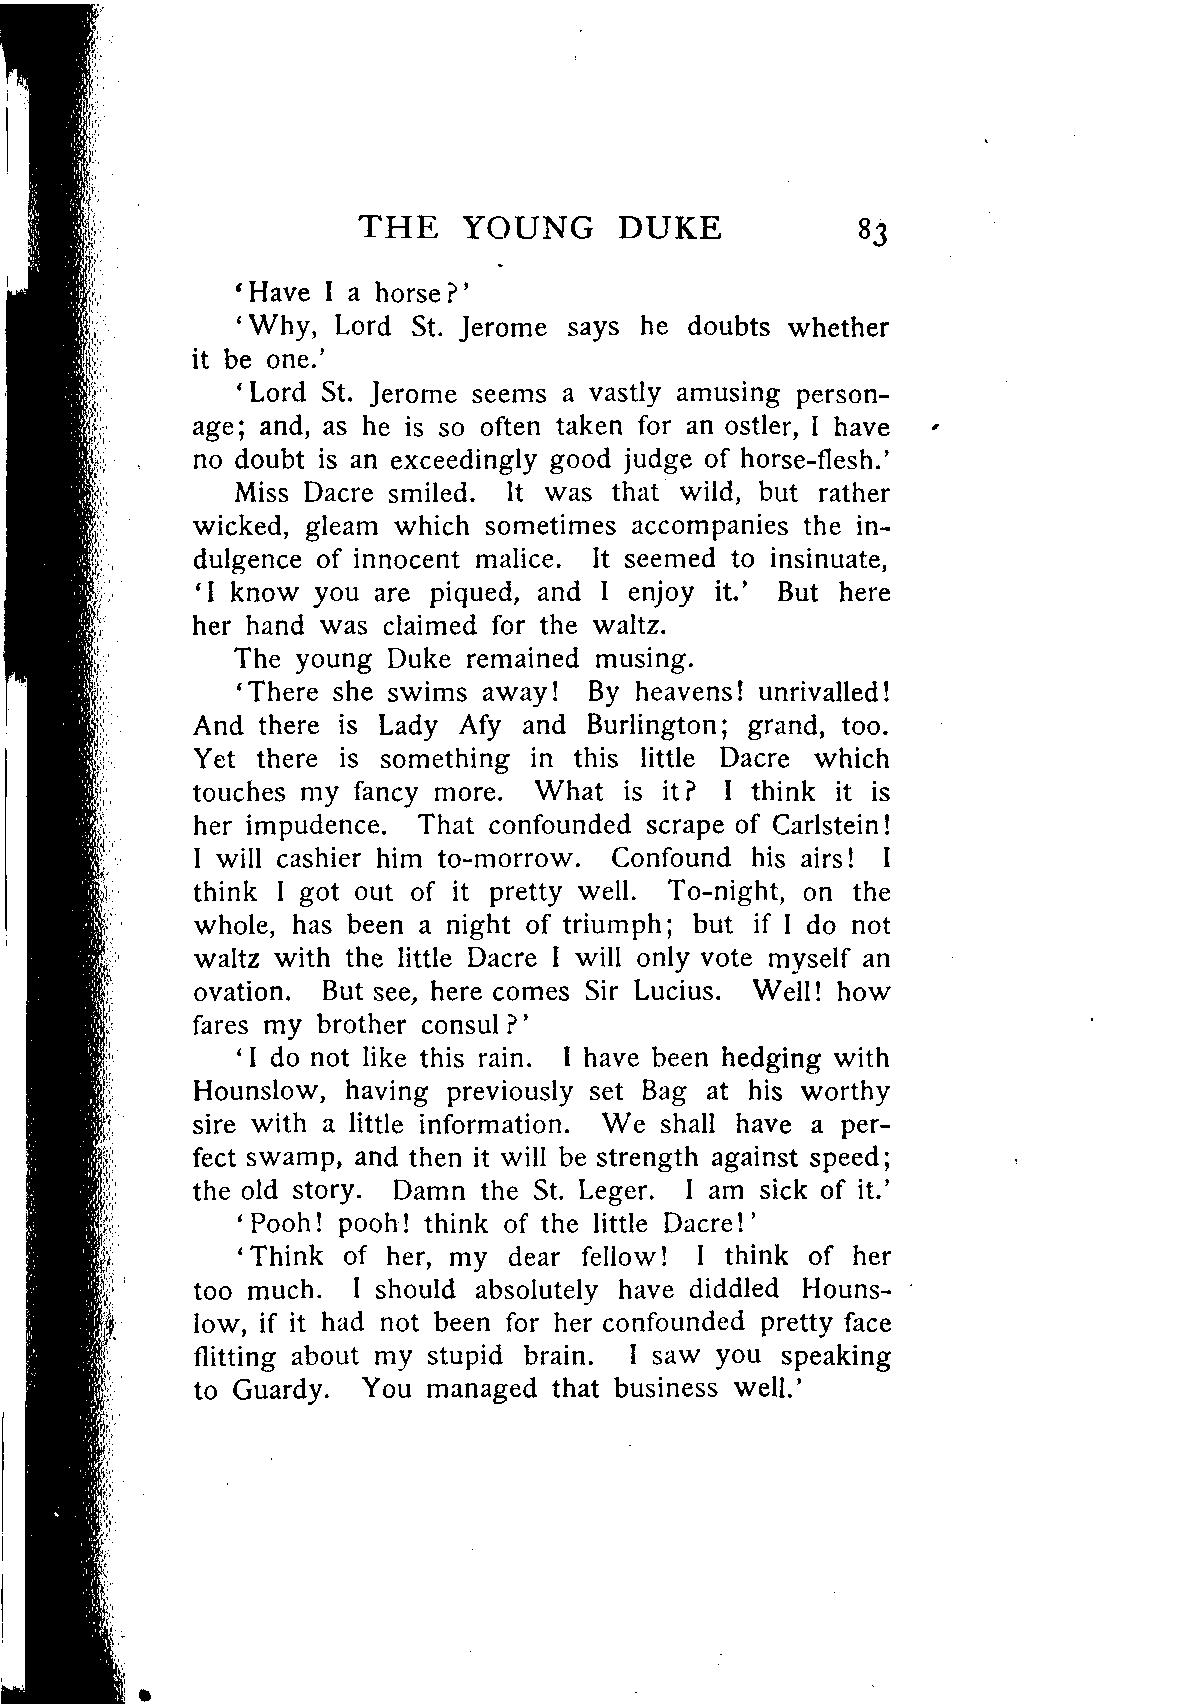 THE YOUNG DUKE 83
‘Have I a horse?’
‘Why, Lord St. Jerome says he doubts whether
it be one.’
‘Lord St. Jerome seems a vastly amusing person-
age; and, as he is so often taken for an ostler, I have
no doubt is an exceedingly good judge of horse-flesh.’
Miss Dacre smiled. It was that wild, but rather
wicked, gleam which sometimes accompanies the in-
dulgence of innocent malice. It seemed to insinuate,
‘I know you are piqued, and I enjoy it.’ But here
her hand was claimed for the waltz.
The young Duke remained musing.
‘There she swims away! By heavens! unrivalled!
And there is Lady Afy and Burlington; grand, too.
Yet there is something in this little Dacre which
touches my fancy more. What is it? I think it is
her impudence. That confounded scrape of Carlstein!
I will cashier him to-morrow. Confound his airs! I
think I got out of it pretty well. To-night, on the
whole, has been a night of triumph; but if I do not
waltz with the little Dacre I will only vote myself an
ovation. But see, here comes Sir Lucius. Well! how
fares my brother consul?’
‘I do not like this rain. I have been hedging with
Hounslow, having previously set Bag at his worthy
sire with a little information. We shall have a per-
fect swamp, and then it will be strength against speed;
the old story. Damn the St. Leger. I am sick of it.’
‘Pooh! pooh! think of the little Dacre!’
‘Think of her, my dear fellow! I think of her
too much. I should absolutely have diddled Houns-
low, if it had not been for her confounded pretty face
flitting about my stupid brain. I saw you speaking
to Guardy. You managed that business well.’